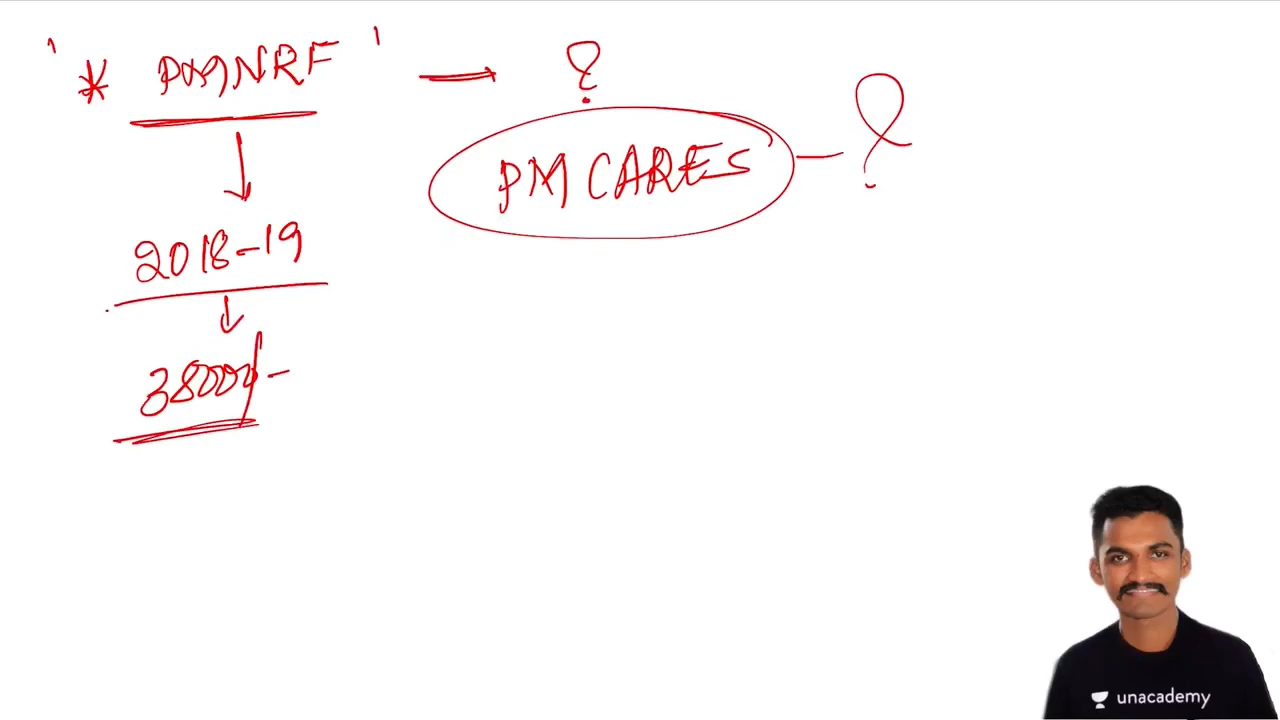 ' * PMNRF ' → ?
PM CARES — ?
2018-19
38000/-
unacademy